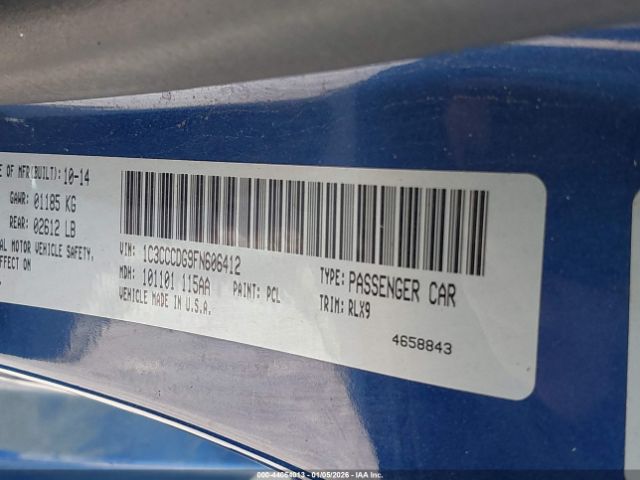 E OF MFR(BUILT): 10-14
GAWR: 01185 KG
REAR: 02612 LB
AL MOTOR VEHICLE SAFETY.
EFFECT ON
VIN: 1C3CCCDG9FN606412
MDH: 101101 115AA PAINT: PCL
VEHICLE MADE IN U.S.A.
TYPE: PASSENGER CAR
TRIM: RLX9
4658843
000-44654013 - 01/05/2026 - IAA Inc.